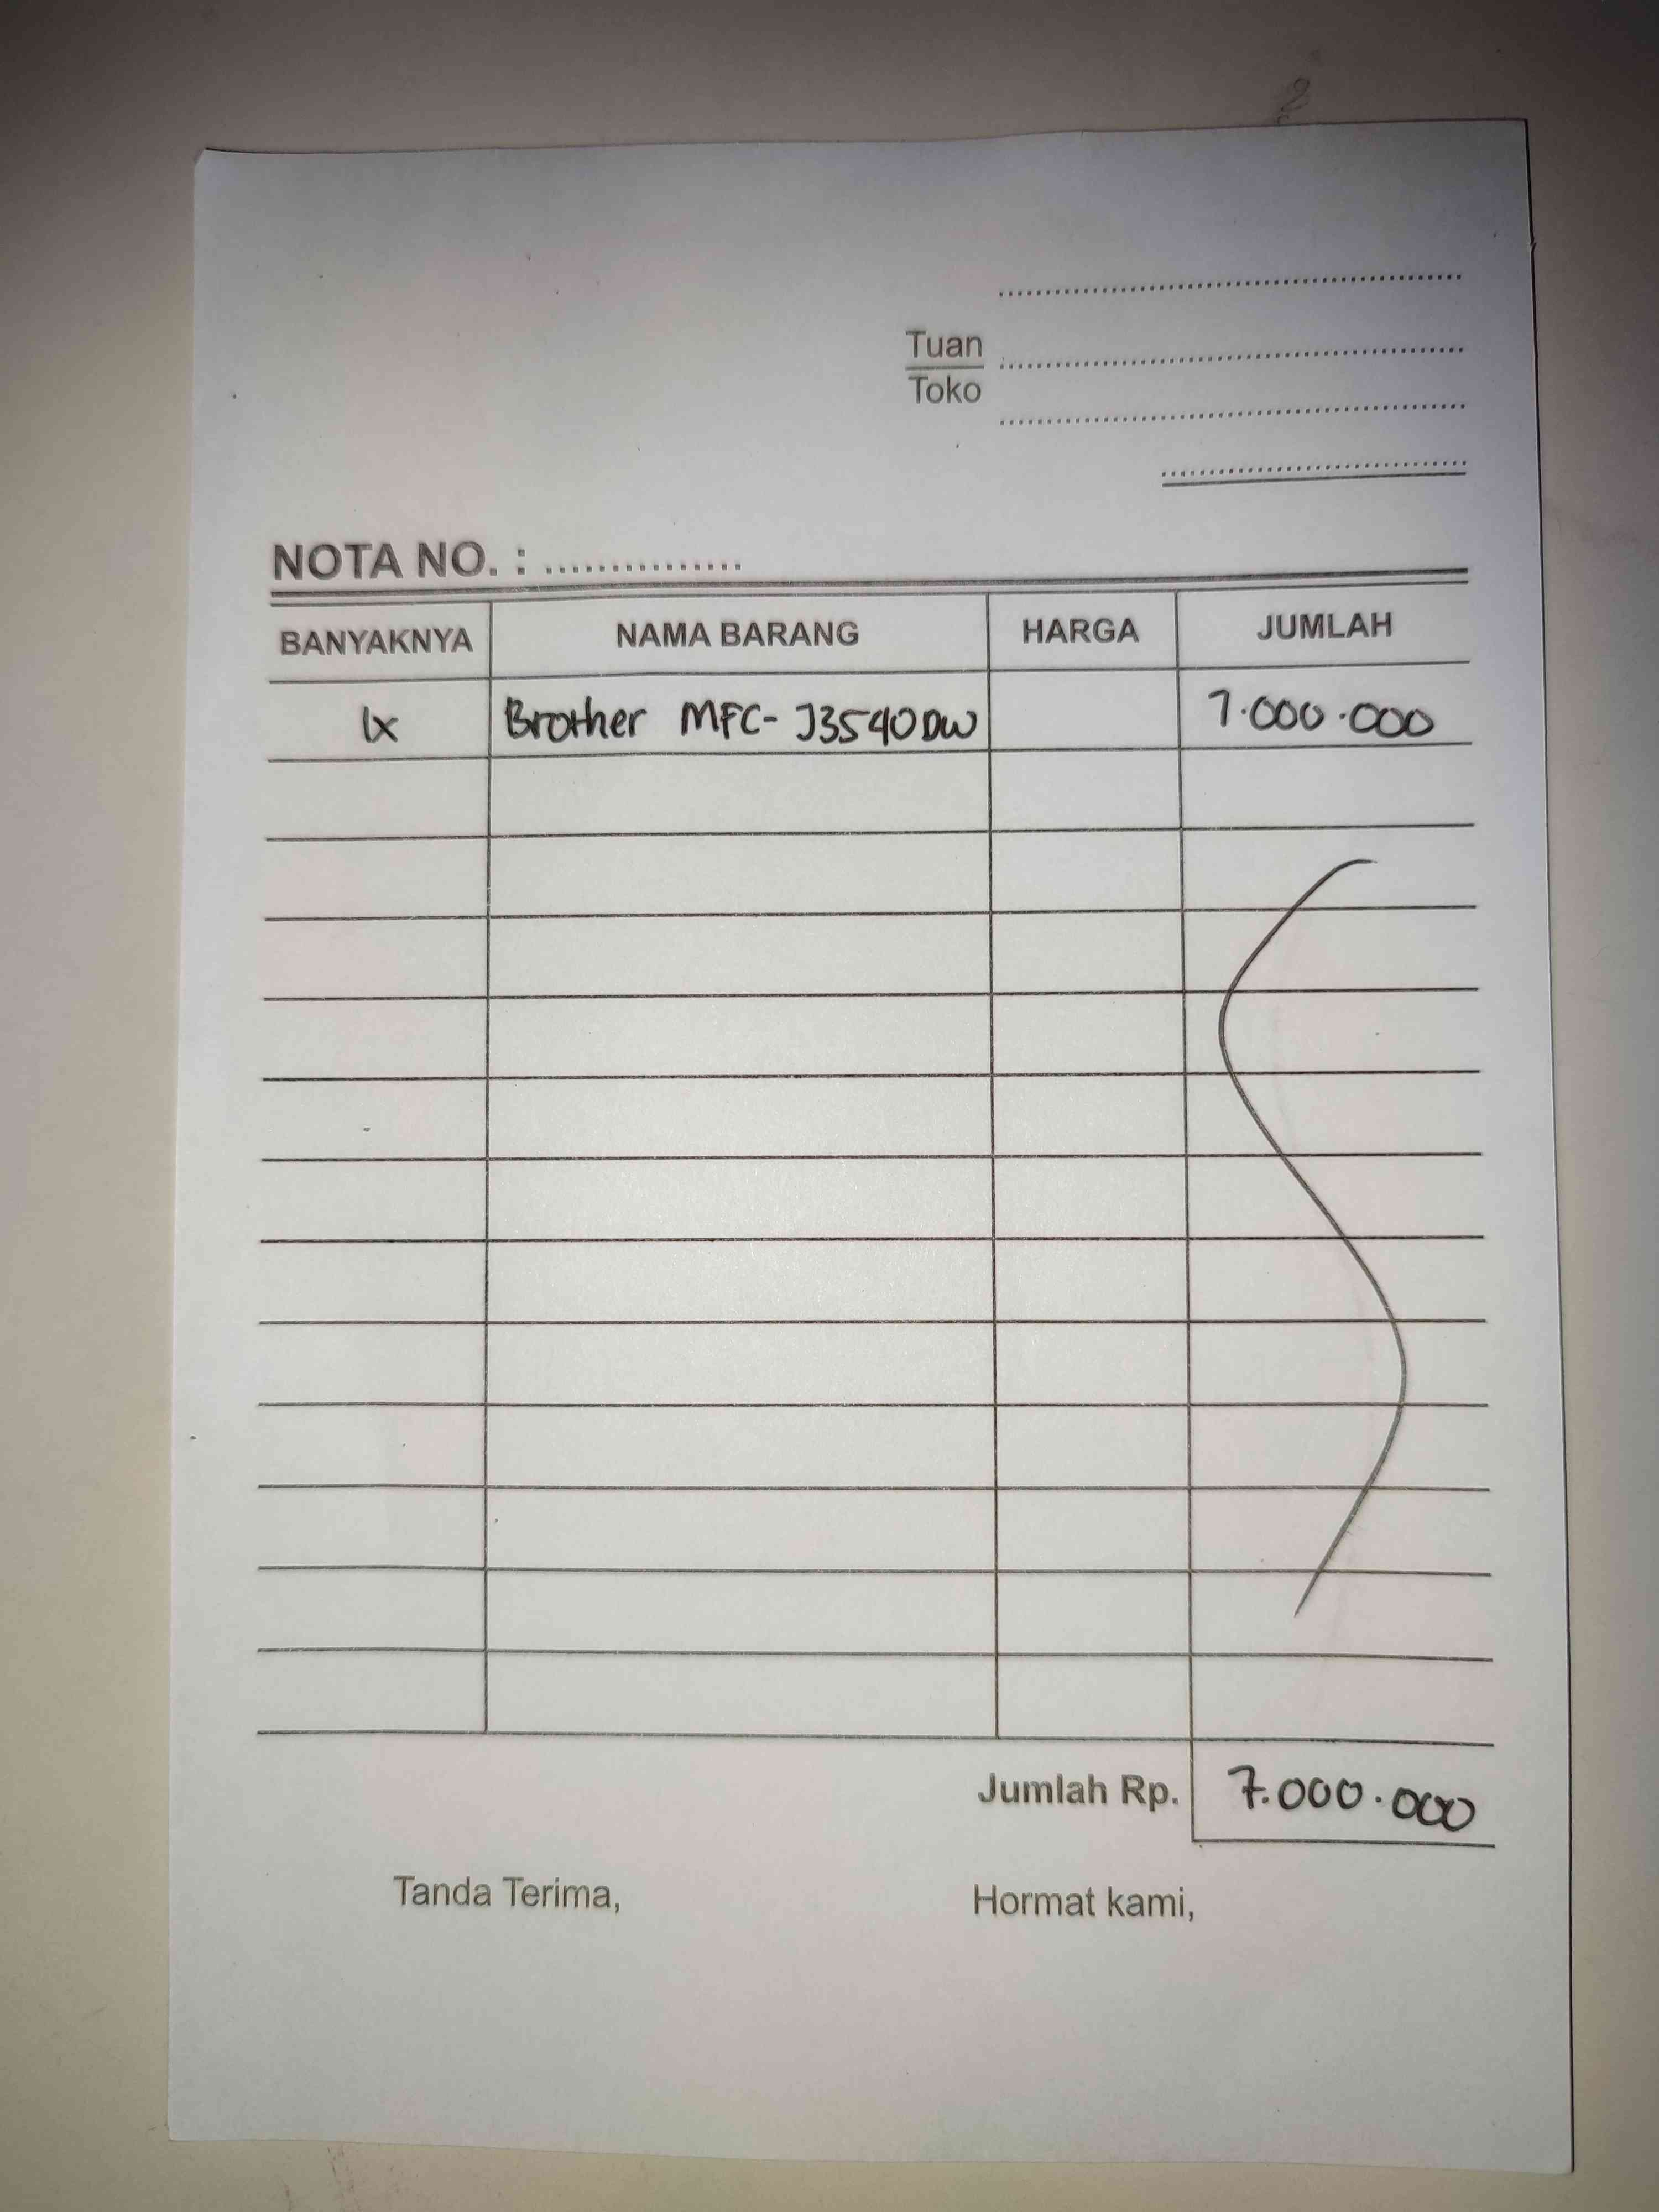 Tuan
Toko
NOTA NO. : ...............
BANYAKNYA NAMA BARANG HARGA JUMLAH
1x Brother MFC-J3540DW 7.000.000
Jumlah Rp. 7.000.000
Tanda Terima, Hormat kami,